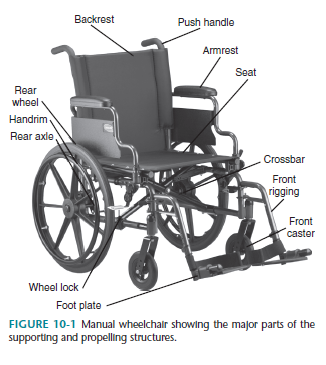 Backrest
Push handle
Armrest
Seat
Rear
wheel
Handrim
Rear axle
Crossbar
Front
rigging
Front
caster
Wheel lock
Foot plate
FIGURE 10-1 Manual wheelchair showing the major parts of the
supporting and propelling structures.